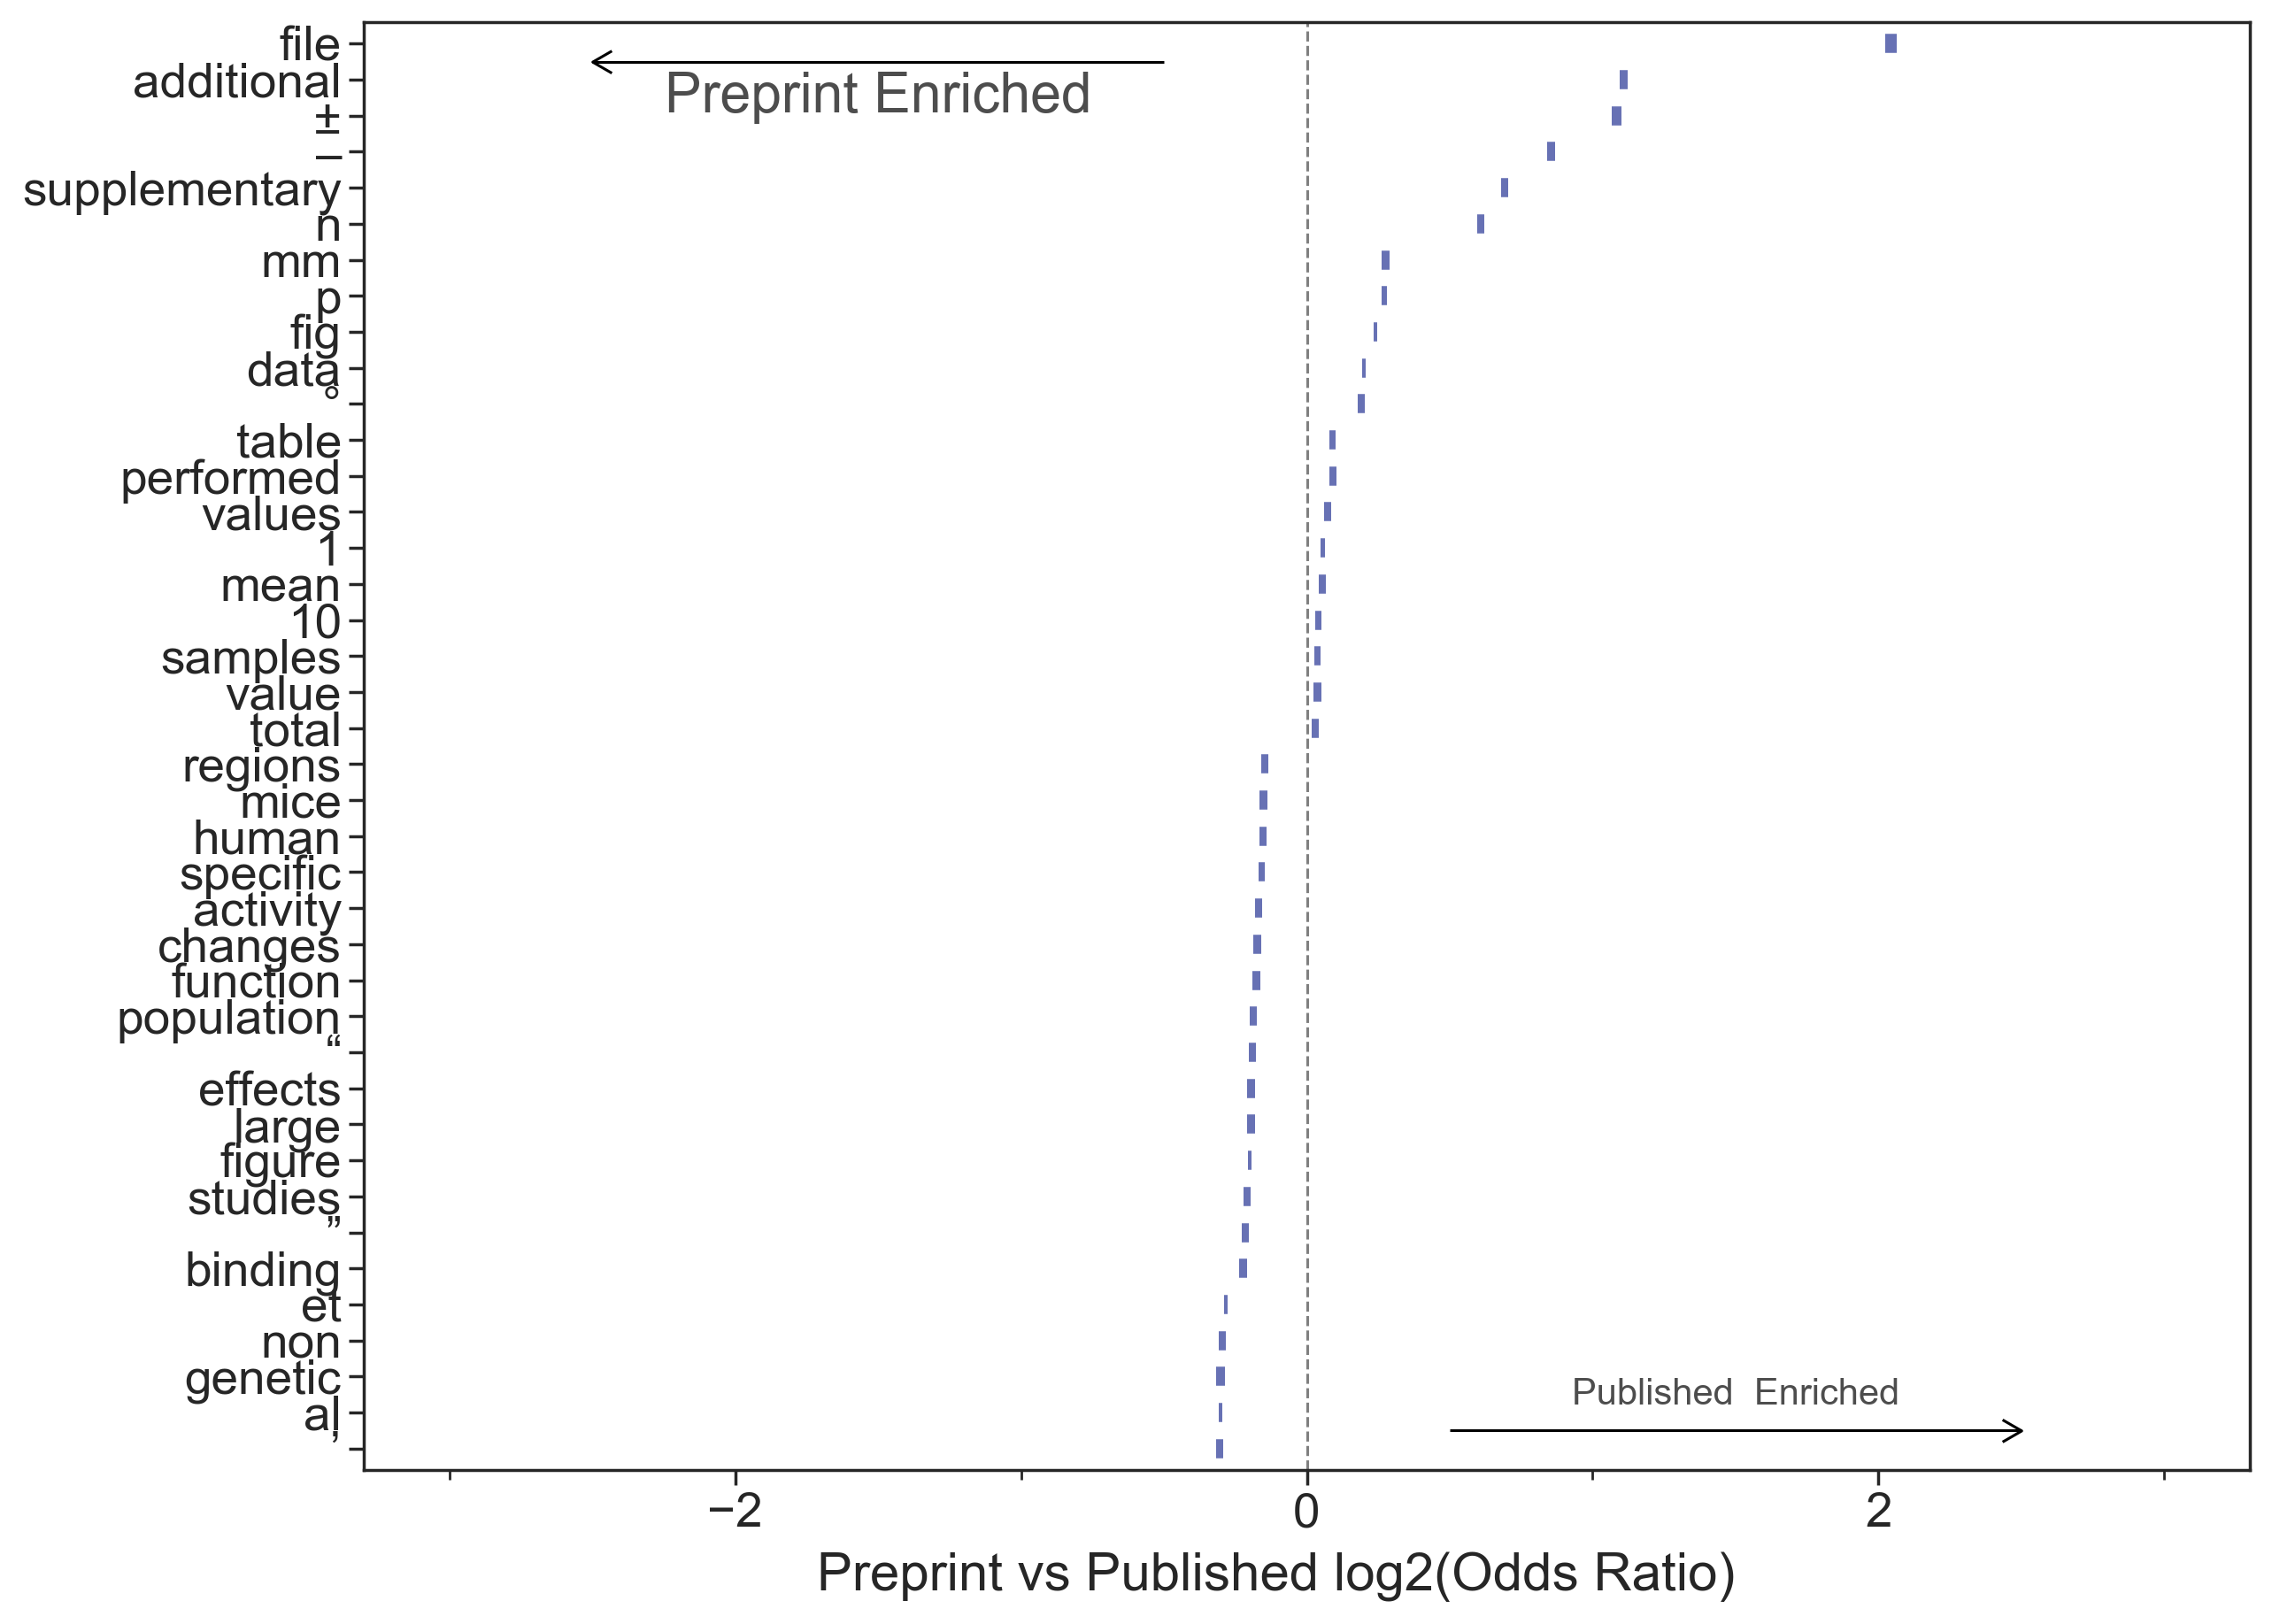 file
additional
±
–
supplementary
n
mm
p
fig
data
°
table
performed
values
1
mean
10
samples
value
total
regions
mice
human
specific
activity
changes
function
population
“
effects
large
figure
studies
”
binding
et
non
genetic
al
’
Preprint Enriched
Published  Enriched
−2 0 2
Preprint vs Published log2(Odds Ratio)